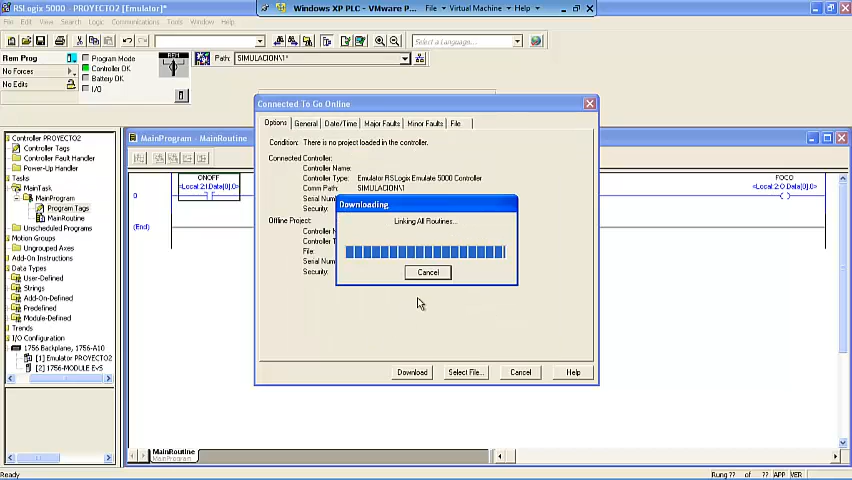 RSLogix 5000 - PROYECTO2 [Emulator]*
Windows XP PLC - VMware P...
File
Virtual Machine
Help
File Edit View Search Logic Communications Tools Window Help
Select a Language...
Rem Prog
No Forces
No Edits
Program Mode
Controller OK
Battery OK
I/O
REM
Path: SIMULACION\1*
Controller PROYECTO2
Controller Tags
Controller Fault Handler
Power-Up Handler
Tasks
MainTask
MainProgram
Program Tags
MainRoutine
Unscheduled Programs
Motion Groups
Ungrouped Axes
Add-On Instructions
Data Types
User-Defined
Strings
Add-On-Defined
Predefined
Module-Defined
Trends
I/O Configuration
1756 Backplane, 1756-A10
[1] Emulator PROYECTO2
[2] 1756-MODULE EvS
MainProgram - MainRoutine
0
(End)
ONOFF
<Local:2:I.Data[0].0>
FOCO
<Local:2:O.Data[0].0>
Connected To Go Online
Options General Date/Time Major Faults Minor Faults File
Condition: There is no project loaded in the controller.
Connected Controller:
Controller Name:
Controller Type: Emulator RSLogix Emulate 5000 Controller
Comm Path: SIMULACION\1
Serial Num
Security:
Offline Project:
Controller N
Controller T
File:
Serial Num
Security:
Downloading
Linking All Routines...
Cancel
Download Select File... Cancel Help
MainRoutine
MainProgram
Ready
Rung ?? of ?? APP VER